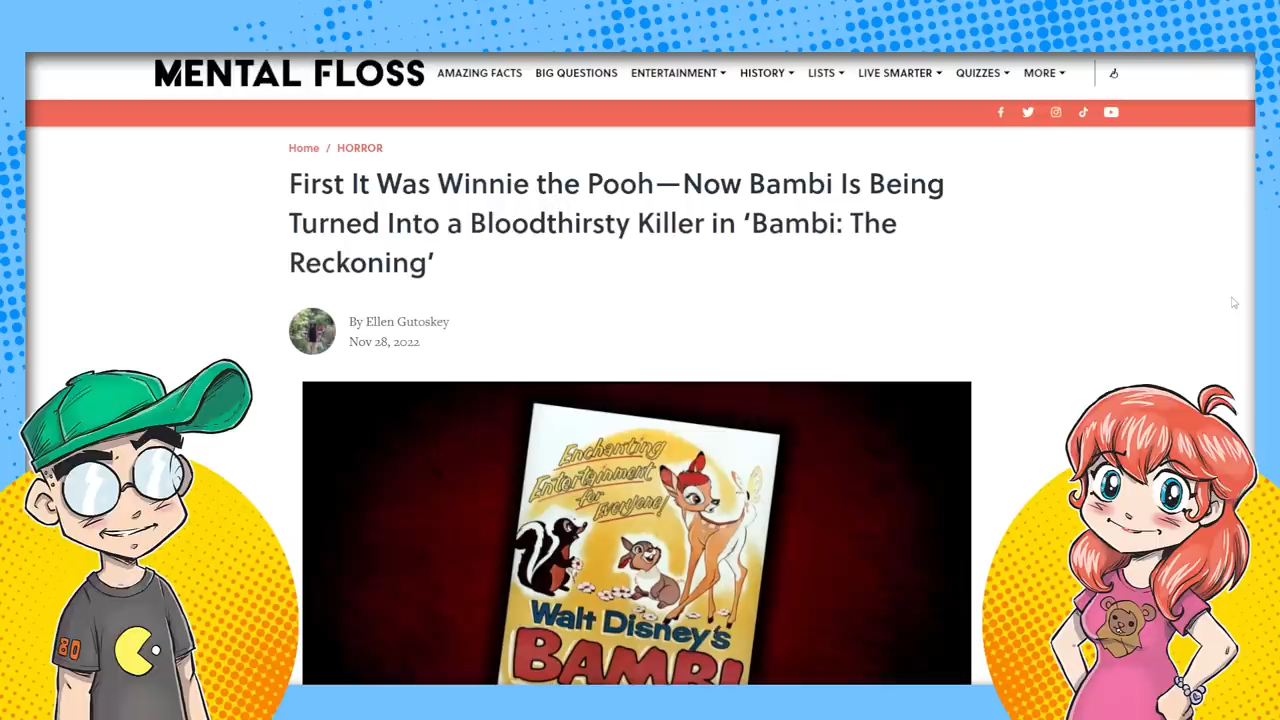 MENTAL FLOSS
AMAZING FACTS BIG QUESTIONS ENTERTAINMENT HISTORY LISTS LIVE SMARTER QUIZZES MORE
Home / HORROR
First It Was Winnie the Pooh—Now Bambi Is Being
Turned Into a Bloodthirsty Killer in ‘Bambi: The
Reckoning’
By Ellen Gutoskey
Nov 28, 2022
Enchanting
Entertainment
for
Everyone!
Walt Disney's
BAMBI
80